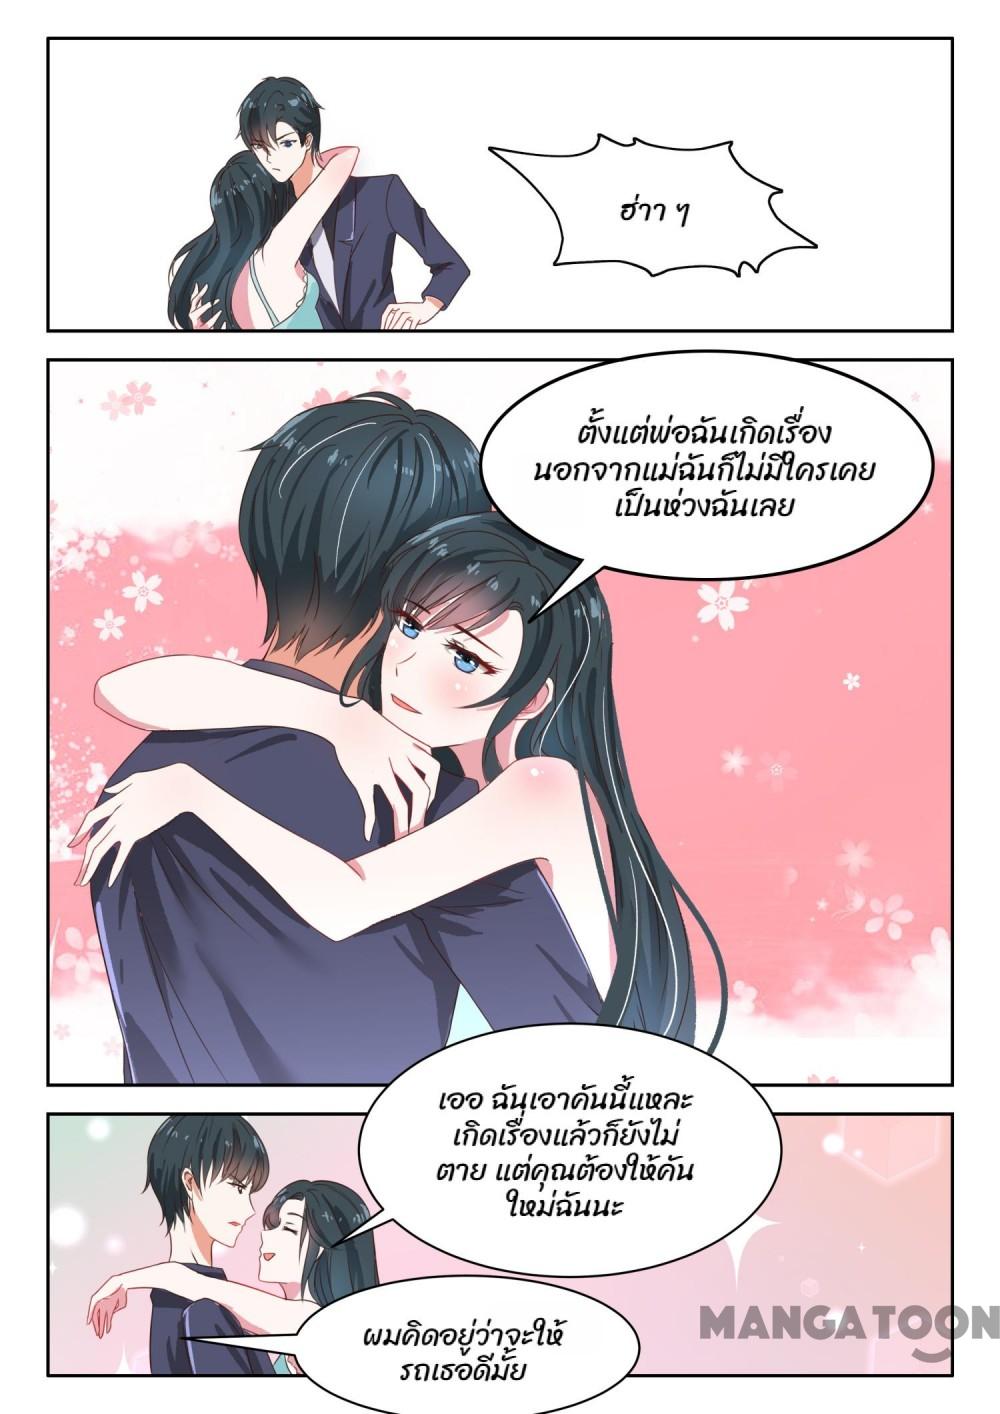 ฮ่าา ๆ
ตั้งแต่พ่อฉันเกิดเรื่อง
นอกจากแม่ฉันก็ไม่มีใครเคย
เป็นห่วงฉันเลย
เออ ฉันเอาคันนี้แหละ
เกิดเรื่องแล้วก็ยังไม่
ตาย แต่คุณต้องให้คัน
ใหม่ฉันนะ
ผมคิดอยู่ว่าจะให้
รถเธอดีมั้ย
MANGATOON